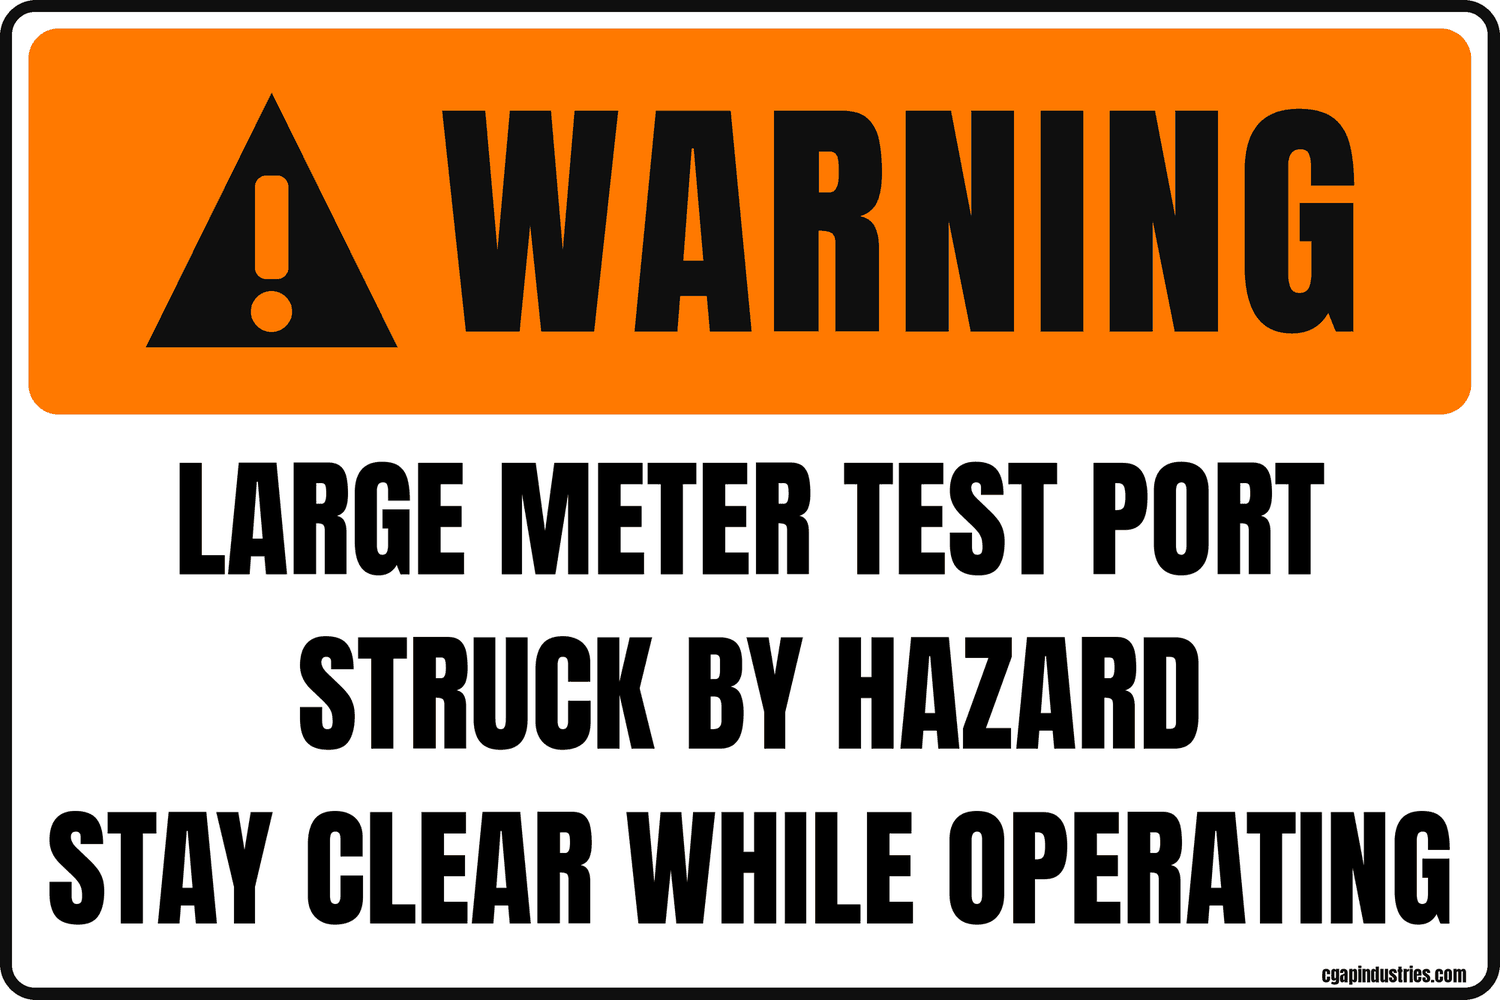 WARNING
LARGE METER TEST PORT
STRUCK BY HAZARD
STAY CLEAR WHILE OPERATING
cgapindustries.com